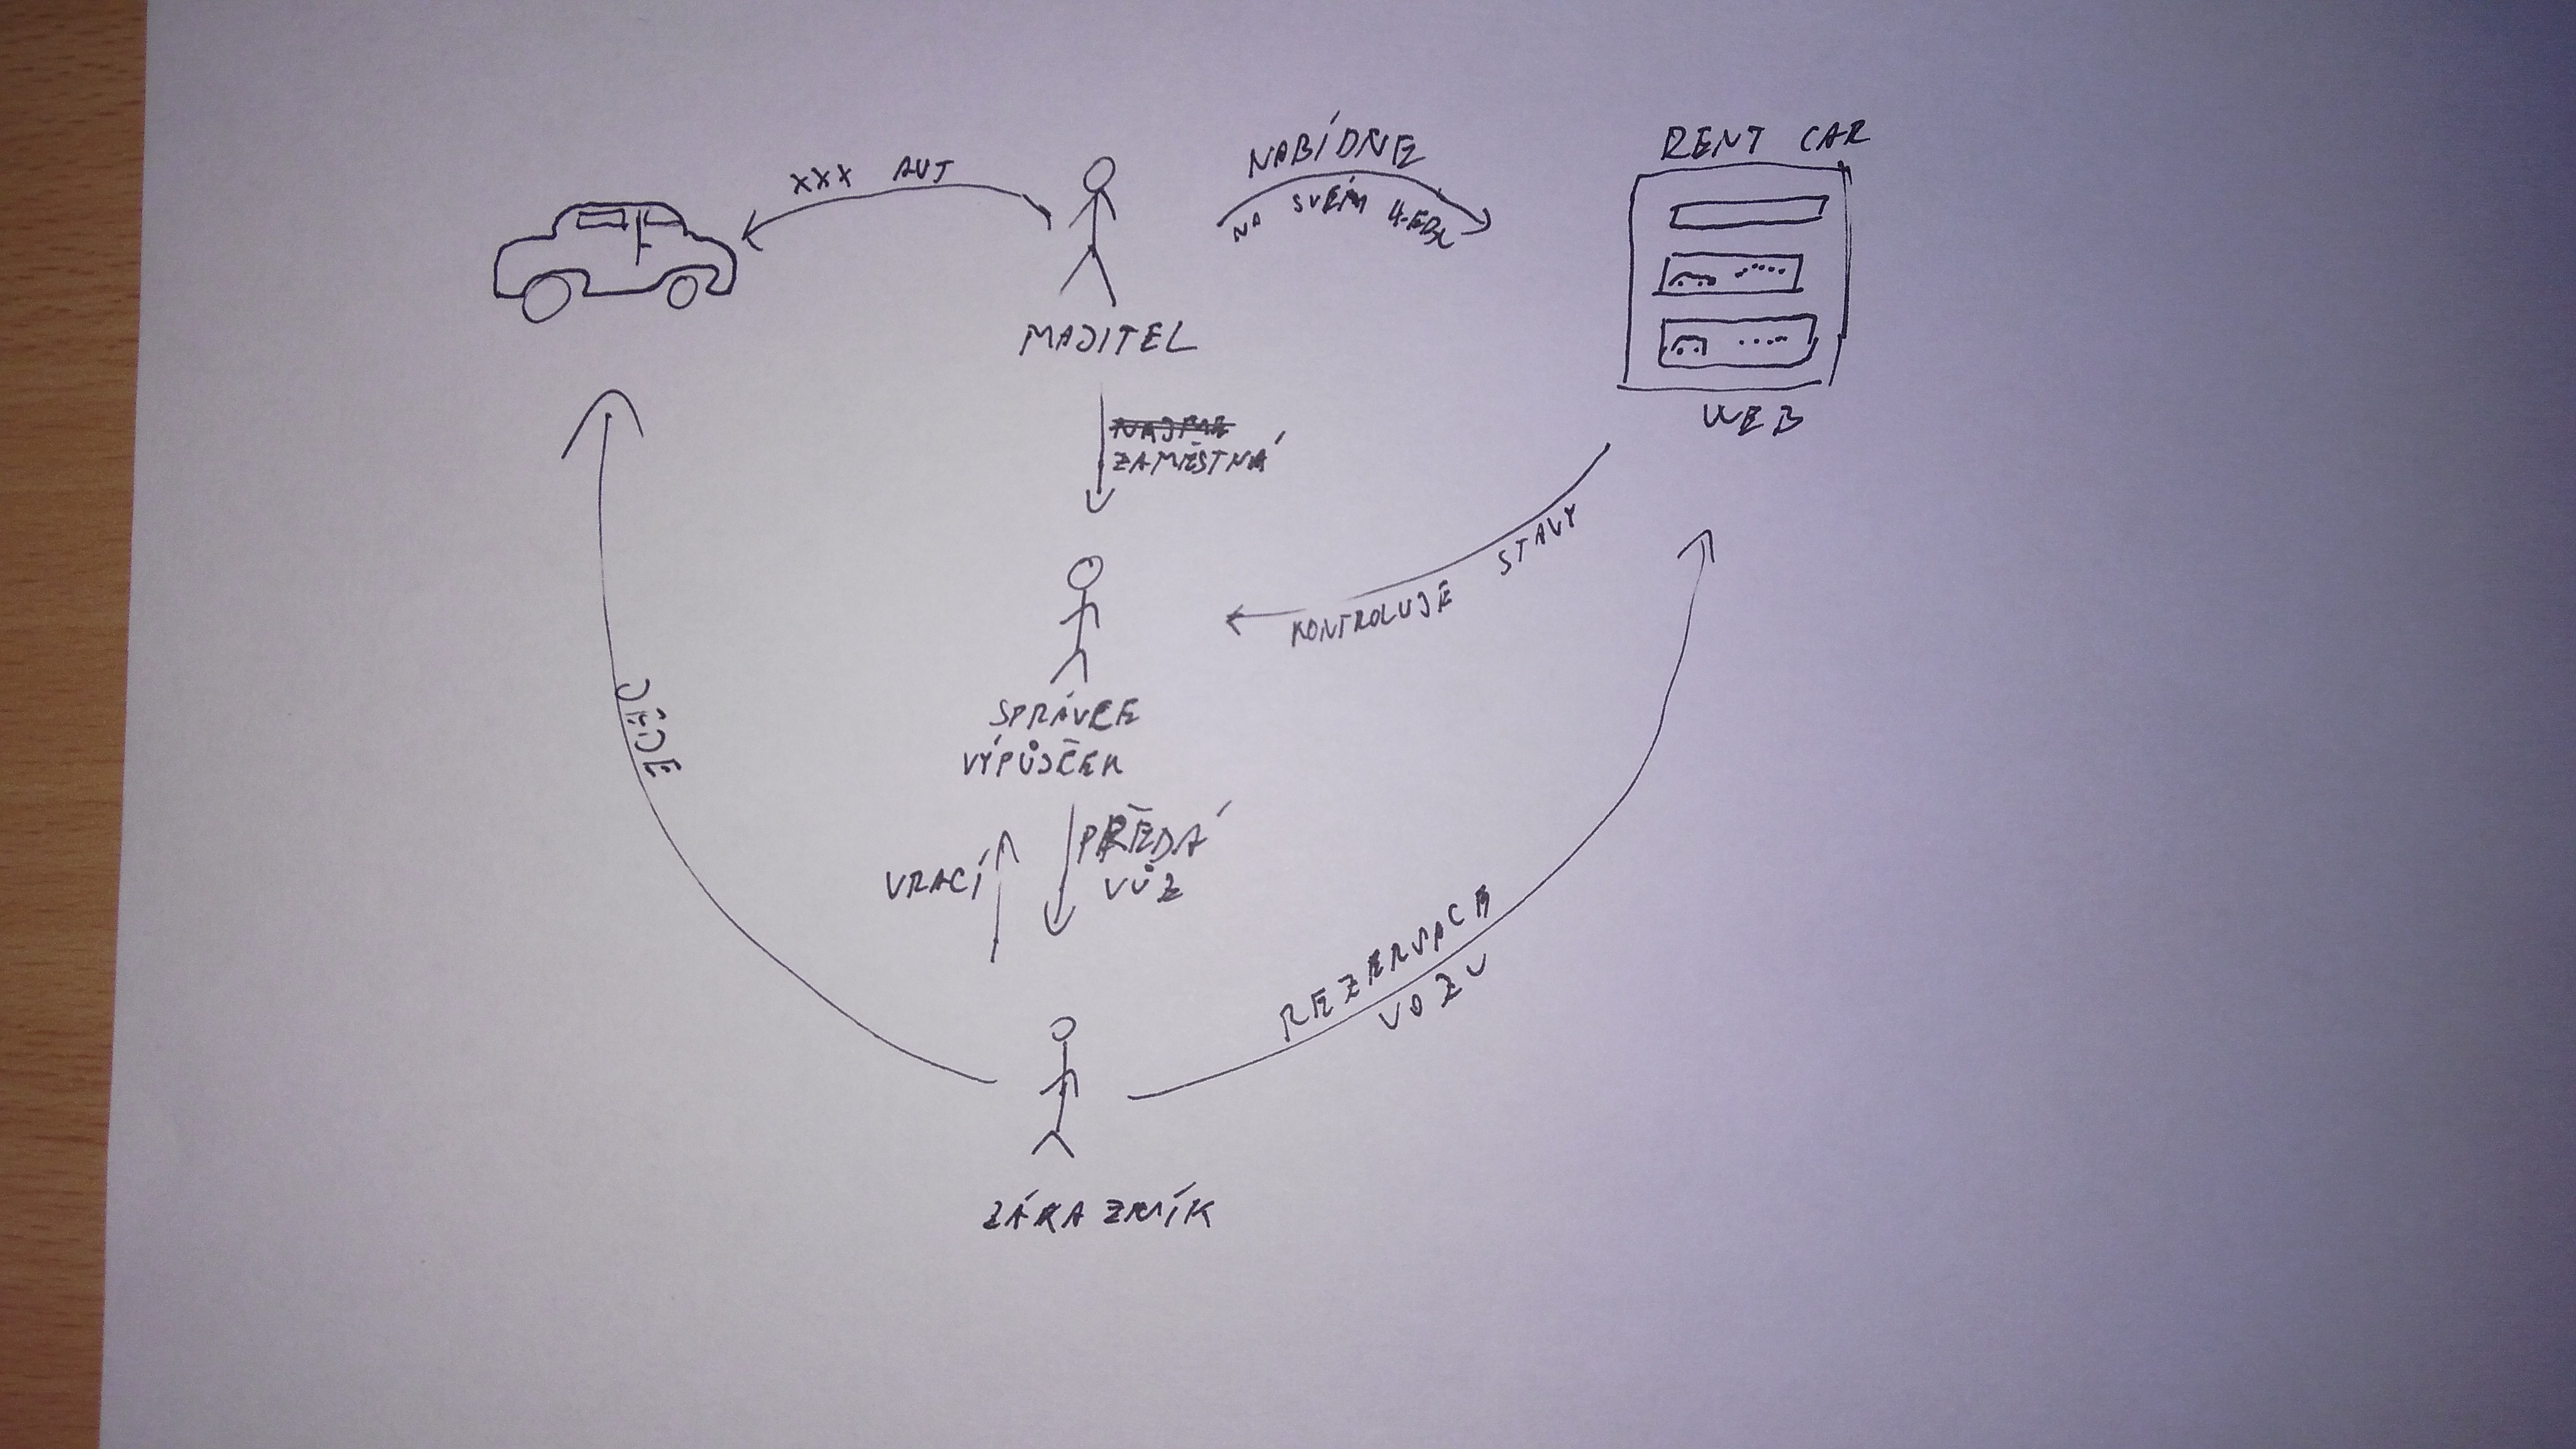 XXX AUT
NABÍDNE
NA SVÉM WEBU
RENT CAR
MAJITEL
WEB
NAJME
ZAMĚSTNÁ
KONTROLUJE STAVY
SPRÁVCE
VÝPŮJČEK
JEDE
VRACÍ
PŘEDÁ
VŮZ
REZERVACE
VOZU
ZÁKAZNÍK